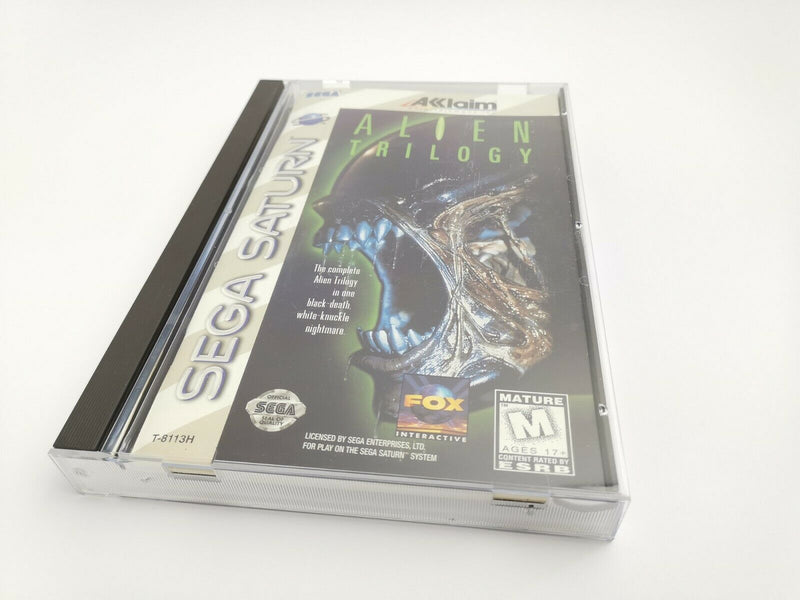 SEGA
AKlaim
ALIEN
TRILOGY
SEGA SATURN
The complete
Alien Trilogy
in one
black-death,
white-knuckle
nightmare.
OFFICIAL
SEGA
SEAL OF
QUALITY
FOX
INTERACTIVE
MATURE
M
AGES 17+
CONTENT RATED BY
ESRB
T-8113H
LICENSED BY SEGA ENTERPRISES, LTD.
FOR PLAY ON THE SEGA SATURN™ SYSTEM